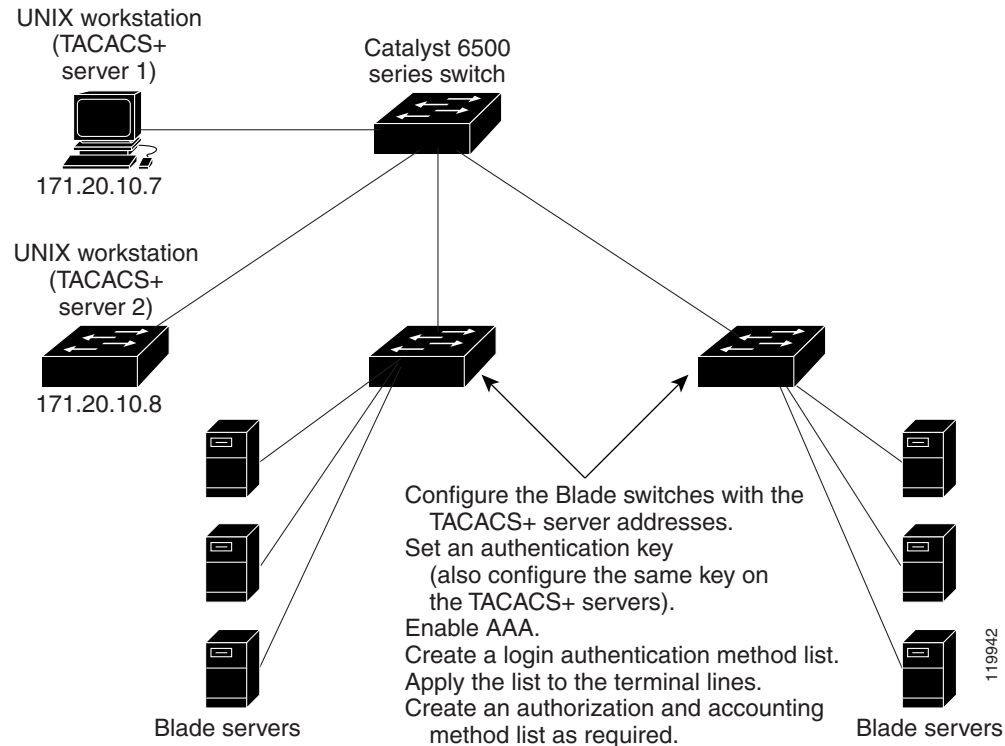 UNIX workstation
(TACACS+
server 1)
Catalyst 6500
series switch
171.20.10.7
UNIX workstation
(TACACS+
server 2)
171.20.10.8
Configure the Blade switches with the
TACACS+ server addresses.
Set an authentication key
(also configure the same key on
the TACACS+ servers).
Enable AAA.
Create a login authentication method list.
Apply the list to the terminal lines.
Create an authorization and accounting
method list as required.
Blade servers
Blade servers
119942